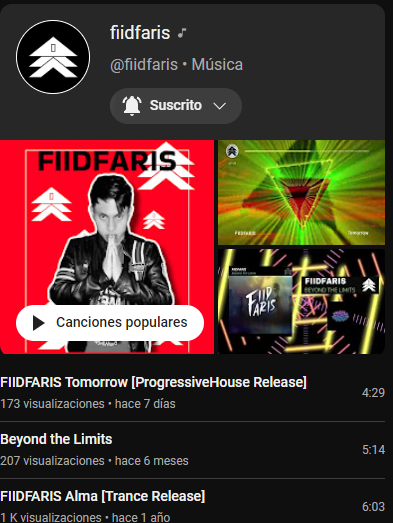 fiidfaris
@fiidfaris • Música
Suscrito
FIIDFARIS
Canciones populares
FIIDFARIS
Tomorrow
FIID
FARIS
FIIDFARIS
BEYOND THE LIMITS
FIIDFARIS Tomorrow [ProgressiveHouse Release]
4:29
173 visualizaciones • hace 7 días
Beyond the Limits
5:14
207 visualizaciones • hace 6 meses
FIIDFARIS Alma [Trance Release]
6:03
1 K visualizaciones • hace 1 año